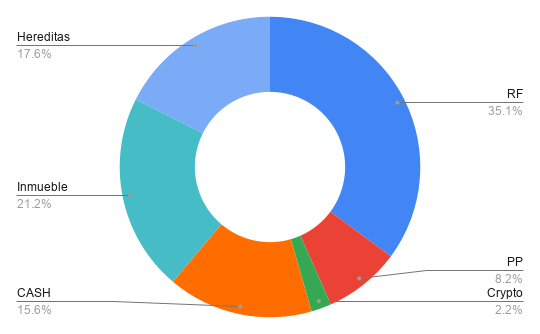 Hereditas
17.6%
RF
35.1%
Inmueble
21.2%
PP
8.2%
CASH
15.6%
Crypto
2.2%